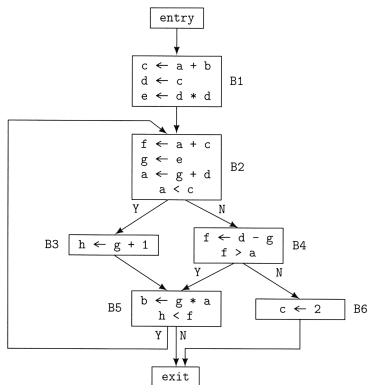 entry
c ← a + b
d ← c
e ← d * d
B1
f ← a + c
g ← e
a ← g + d
a < c
B2
Y
N
B3
h ← g + 1
f ← d - g
f > a
B4
Y
N
B5
b ← g * a
h < f
c ← 2
B6
Y
N
exit